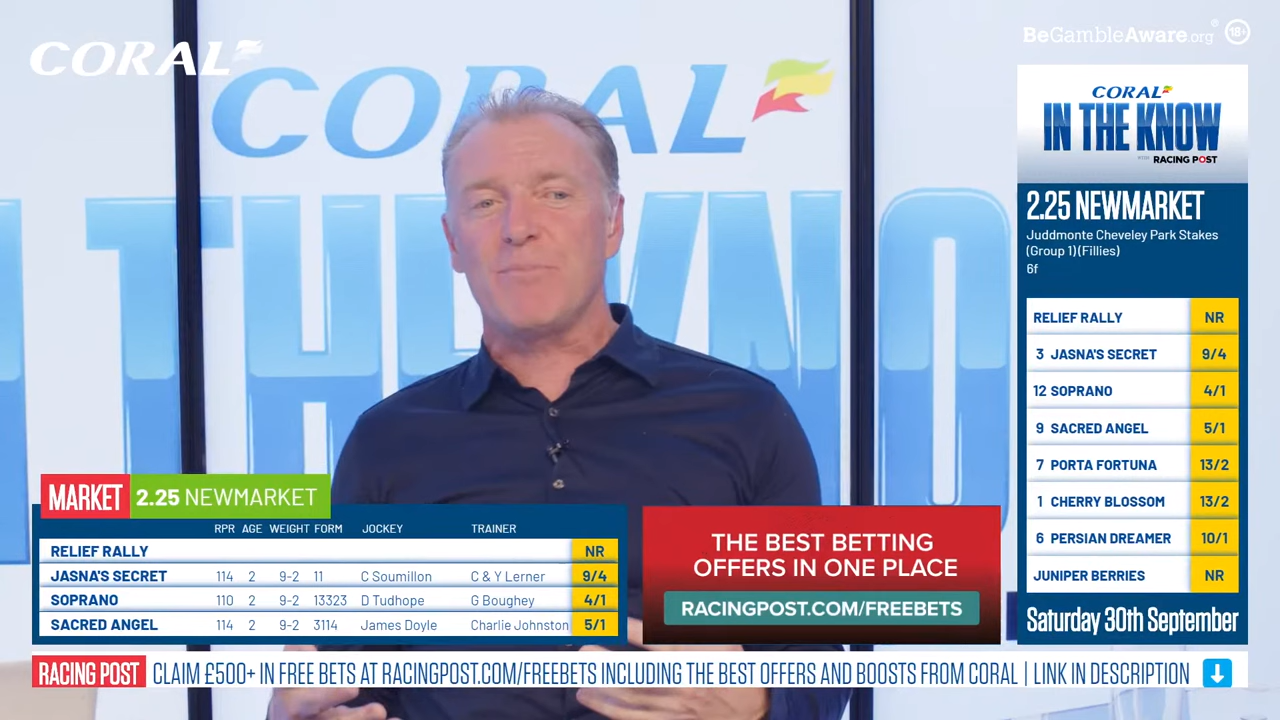 CORAL
BeGambleAware.org® 18+
CORAL
THE KNO
CORAL
IN THE KNOW
WITH RACING POST
2.25 NEWMARKET
Juddmonte Cheveley Park Stakes
(Group 1)(Fillies)
6f
RELIEF RALLY NR
3 JASNA'S SECRET 9/4
12 SOPRANO 4/1
9 SACRED ANGEL 5/1
7 PORTA FORTUNA 13/2
1 CHERRY BLOSSOM 13/2
6 PERSIAN DREAMER 10/1
JUNIPER BERRIES NR
Saturday 30th September
MARKET 2.25 NEWMARKET
RPR AGE WEIGHT FORM JOCKEY TRAINER
RELIEF RALLY NR
JASNA'S SECRET 114 2 9-2 11 C Soumillon C & Y Lerner 9/4
SOPRANO 110 2 9-2 13323 D Tudhope G Boughey 4/1
SACRED ANGEL 114 2 9-2 3114 James Doyle Charlie Johnston 5/1
THE BEST BETTING
OFFERS IN ONE PLACE
RACINGPOST.COM/FREEBETS
RACING POST CLAIM £500+ IN FREE BETS AT RACINGPOST.COM/FREEBETS INCLUDING THE BEST OFFERS AND BOOSTS FROM CORAL | LINK IN DESCRIPTION